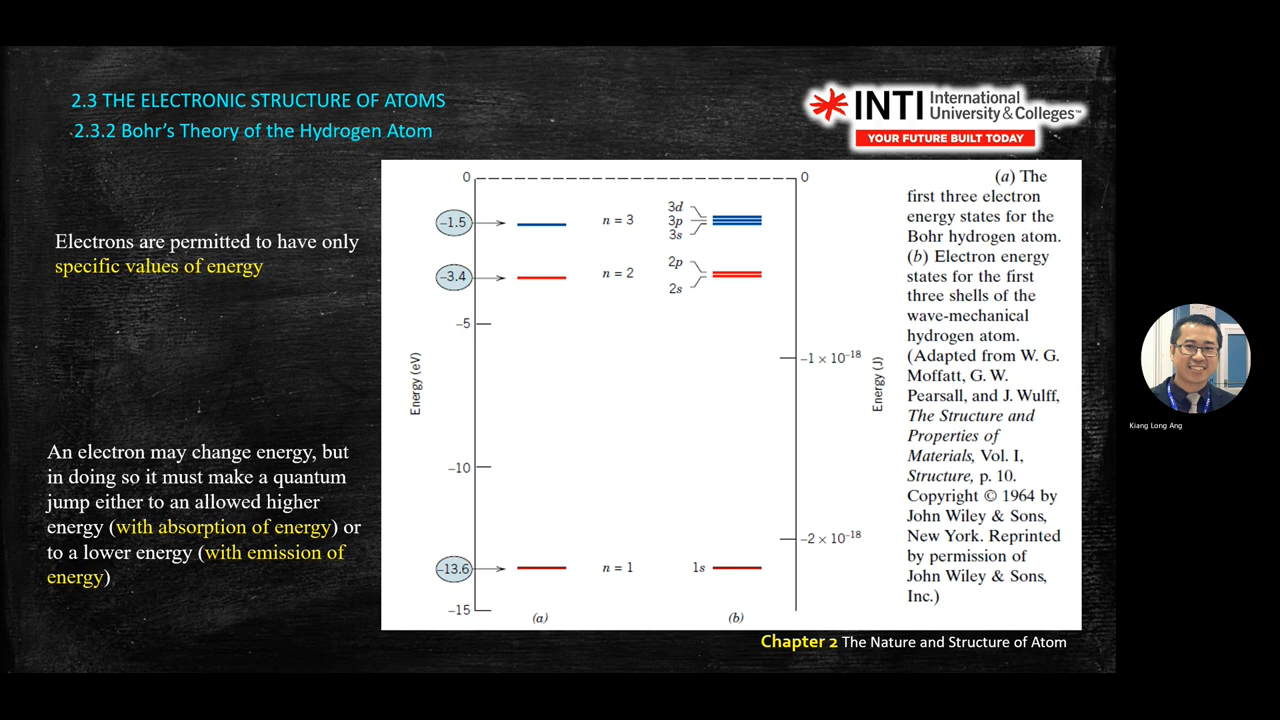 2.3 THE ELECTRONIC STRUCTURE OF ATOMS
2.3.2 Bohr's Theory of the Hydrogen Atom
INTI International
University & Colleges™
YOUR FUTURE BUILT TODAY
Electrons are permitted to have only
specific values of energy
An electron may change energy, but
in doing so it must make a quantum
jump either to an allowed higher
energy (with absorption of energy) or
to a lower energy (with emission of
energy)
0
–1.5
–3.4
–5
–10
–13.6
–15
Energy (eV)
n = 3
n = 2
n = 1
(a)
3d
3p
3s
2p
2s
1s
(b)
0
–1 × 10⁻¹⁸
–2 × 10⁻¹⁸
Energy (J)
(a) The
first three electron
energy states for the
Bohr hydrogen atom.
(b) Electron energy
states for the first
three shells of the
wave-mechanical
hydrogen atom.
(Adapted from W. G.
Moffatt, G. W.
Pearsall, and J. Wulff,
The Structure and
Properties of
Materials, Vol. I,
Structure, p. 10.
Copyright © 1964 by
John Wiley & Sons,
New York. Reprinted
by permission of
John Wiley & Sons,
Inc.)
Chapter 2 The Nature and Structure of Atom
Kiang Long Ang